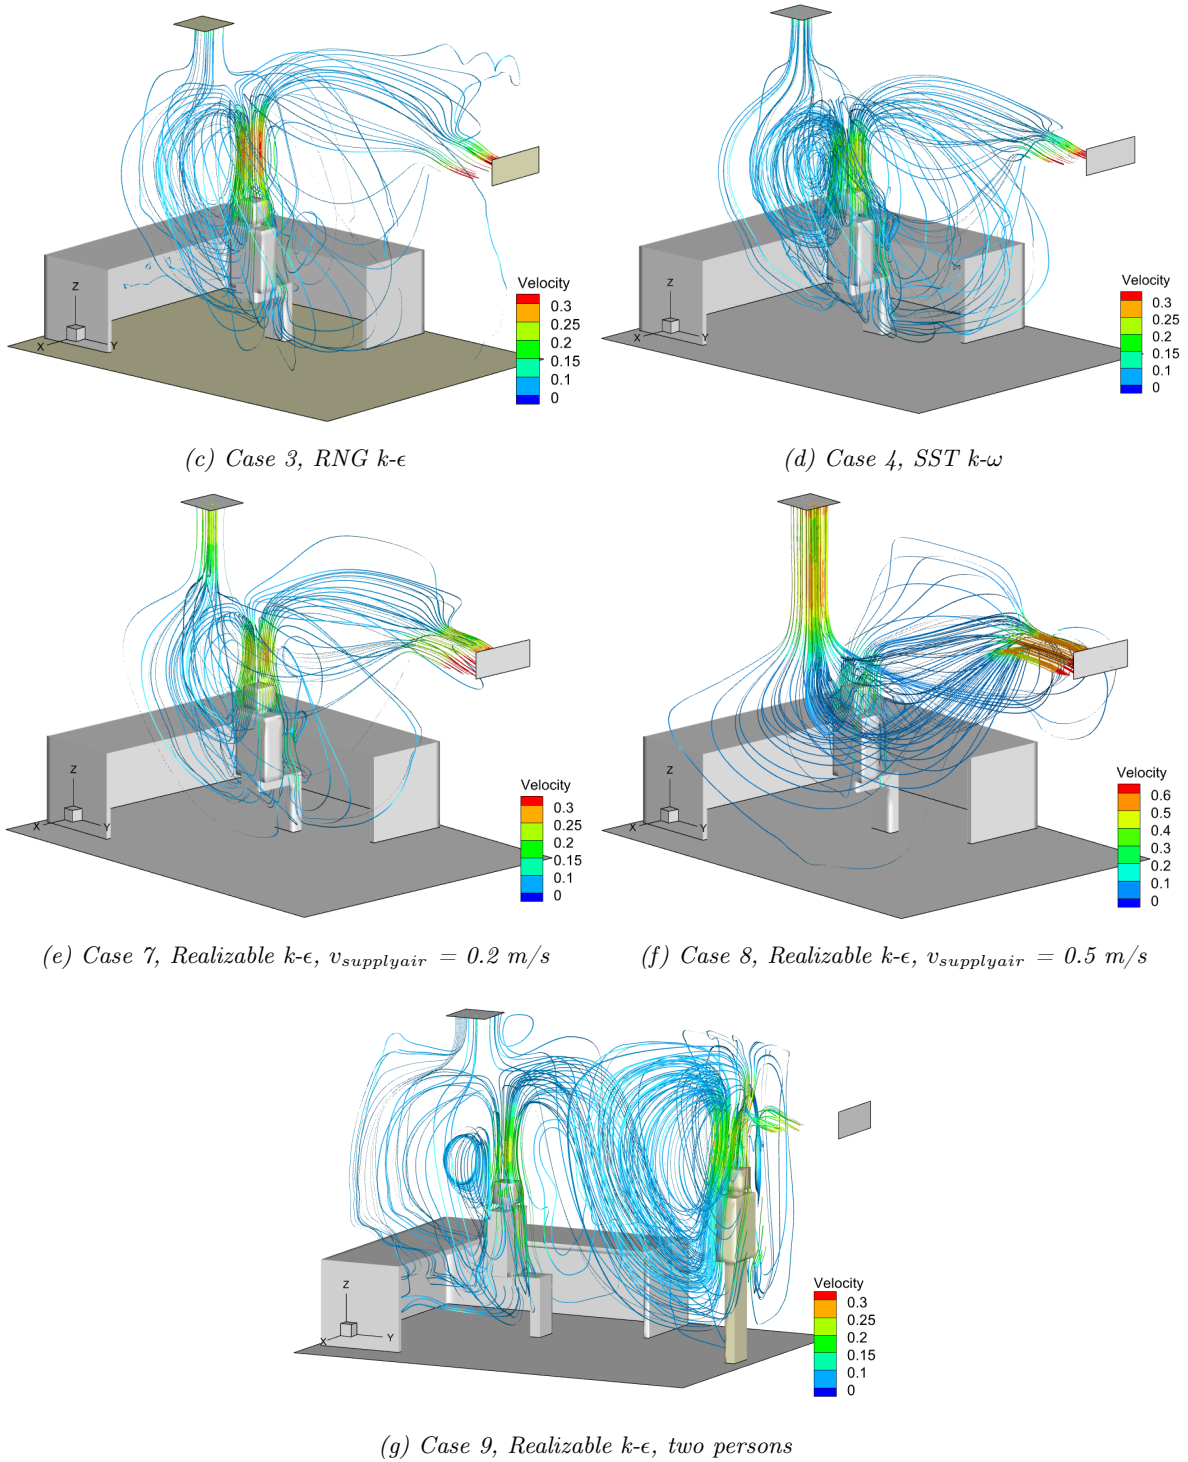 Z
X
Y
Velocity
0.3
0.25
0.2
0.15
0.1
0
Z
X
Y
Velocity
0.3
0.25
0.2
0.15
0.1
0
(c) Case 3, RNG k-ϵ
(d) Case 4, SST k-ω
Z
X
Y
Velocity
0.3
0.25
0.2
0.15
0.1
0
Z
X
Y
Velocity
0.6
0.5
0.4
0.3
0.2
0.1
0
(e) Case 7, Realizable k-ϵ, v_supplyair = 0.2 m/s
(f) Case 8, Realizable k-ϵ, v_supplyair = 0.5 m/s
Z
X
Y
Velocity
0.3
0.25
0.2
0.15
0.1
0
(g) Case 9, Realizable k-ϵ, two persons